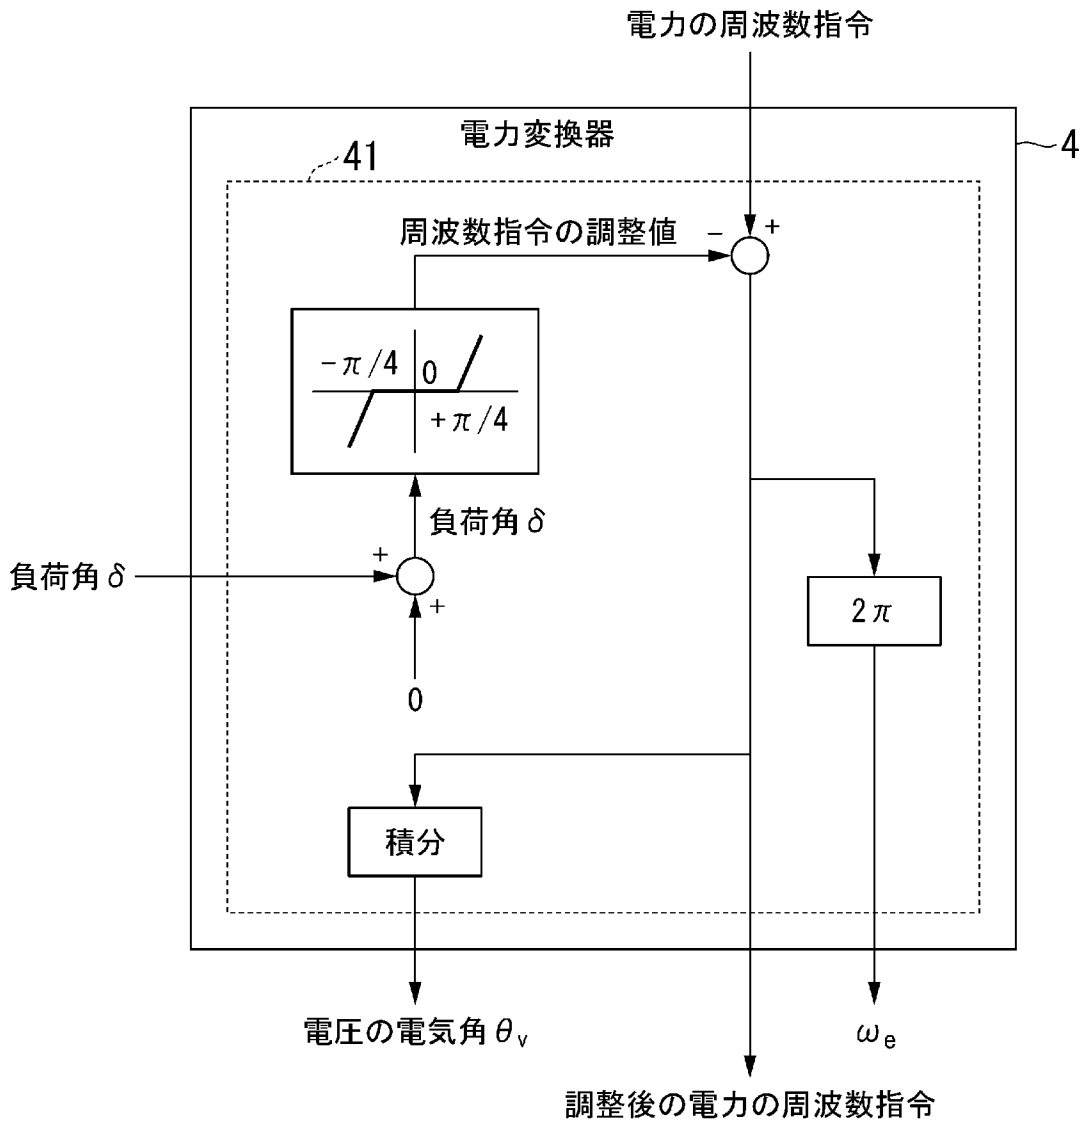 電力の周波数指令
電力変換器
4
41
周波数指令の調整値
−
+
−π/4
0
+π/4
負荷角δ
負荷角δ
+
+
0
2π
積分
電圧の電気角θv
ωe
調整後の電力の周波数指令